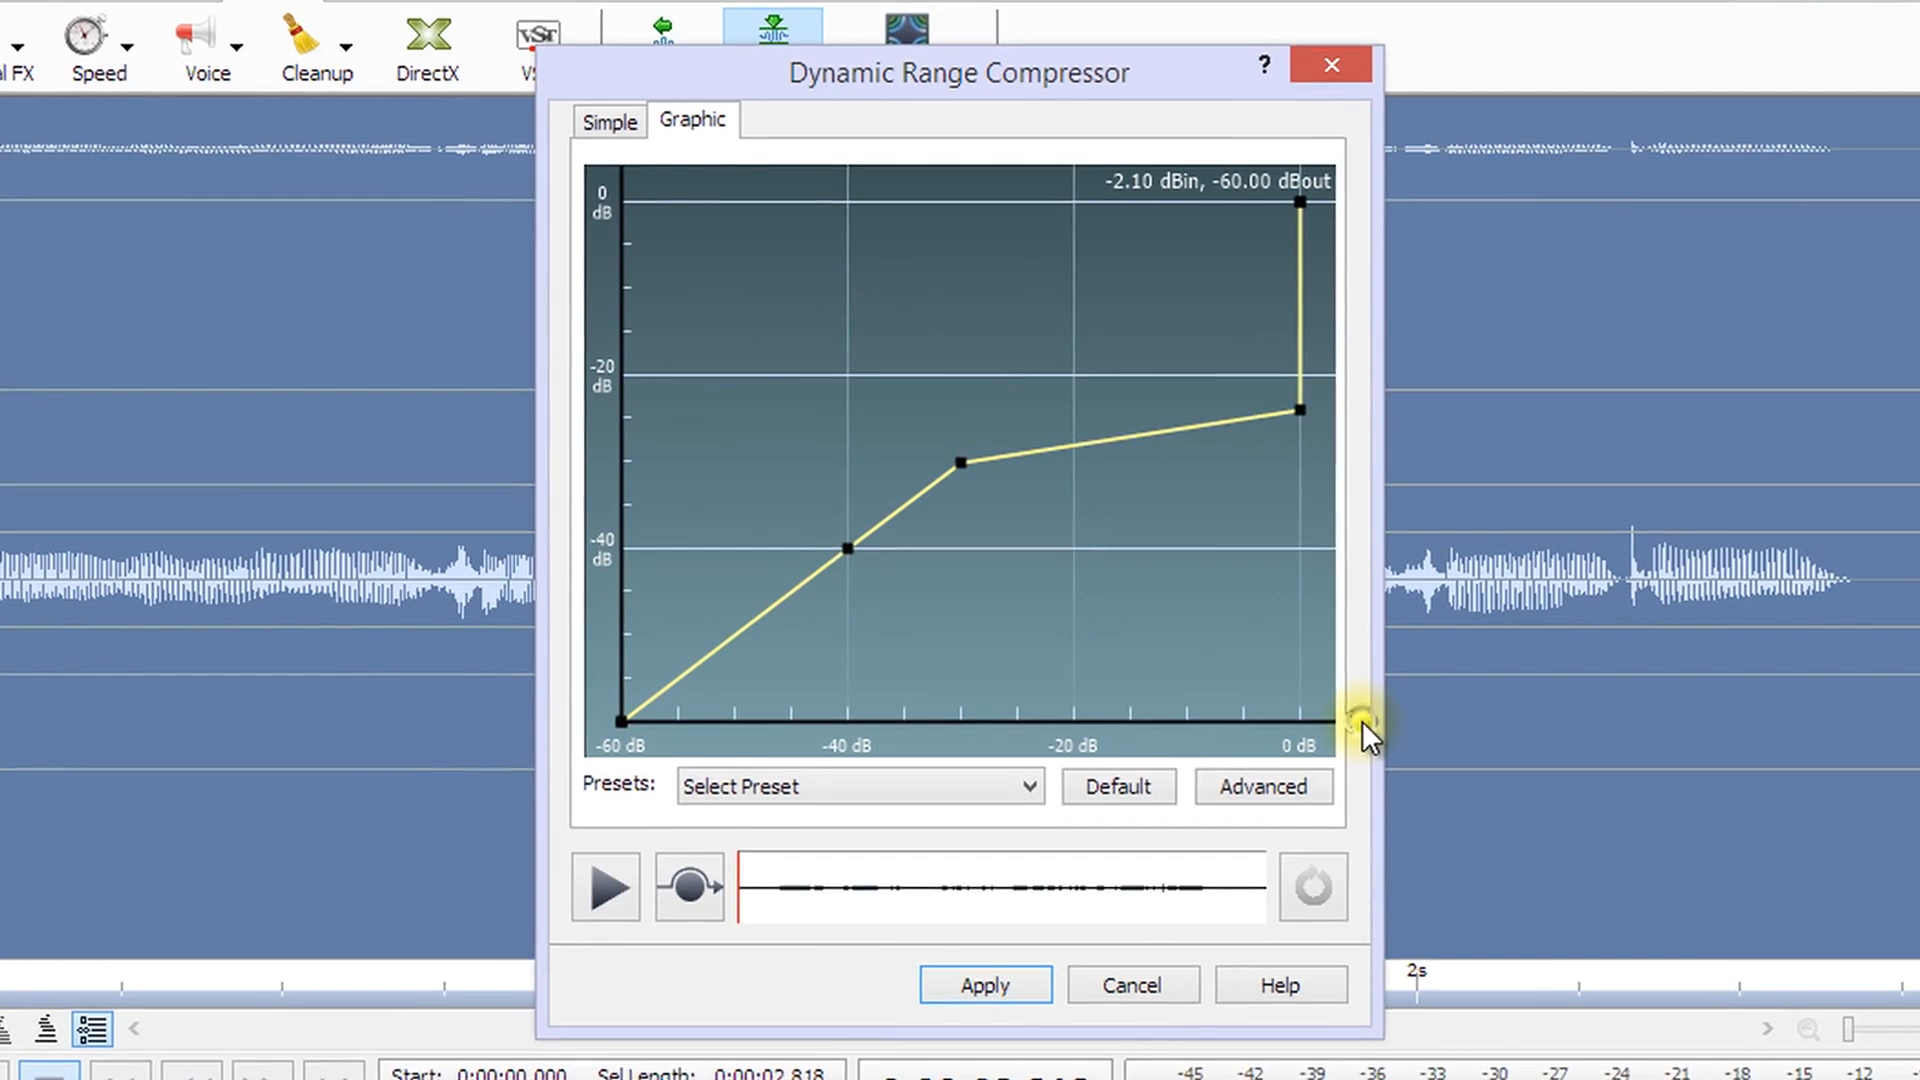 l FX
Speed
Voice
Cleanup
DirectX
VST
Dynamic Range Compressor
?
Simple
Graphic
-2.10 dBin, -60.00 dBout
0
dB
-20
dB
-40
dB
-60 dB
-40 dB
-20 dB
0 dB
Presets:
Select Preset
Default
Advanced
Apply
Cancel
Help
2s
Start:
0:00:00.000
Sel Length:
0:00:02.818
-45
-42
-39
-36
-33
-30
-27
-24
-21
-18
-15
-12